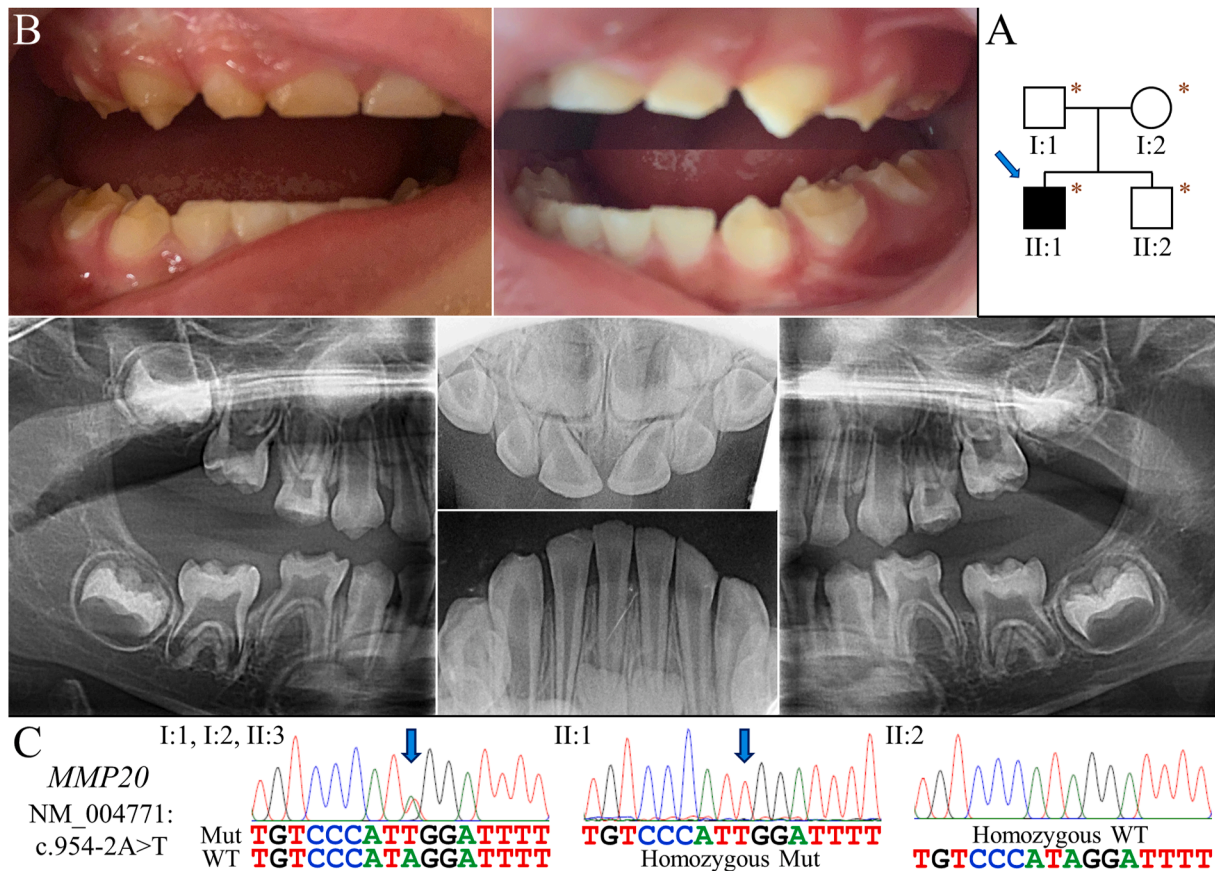 B
A
*
*
I:1
I:2
*
*
II:1
II:2
C
I:1, I:2, II:3
II:1
II:2
MMP20
NM_004771:
c.954-2A>T
Mut TGTCCCATTGGATTTT
WT TGTCCCATAGGATTTT
TGTCCCATTGGATTTT
Homozygous Mut
Homozygous WT
TGTCCCATAGGATTTT